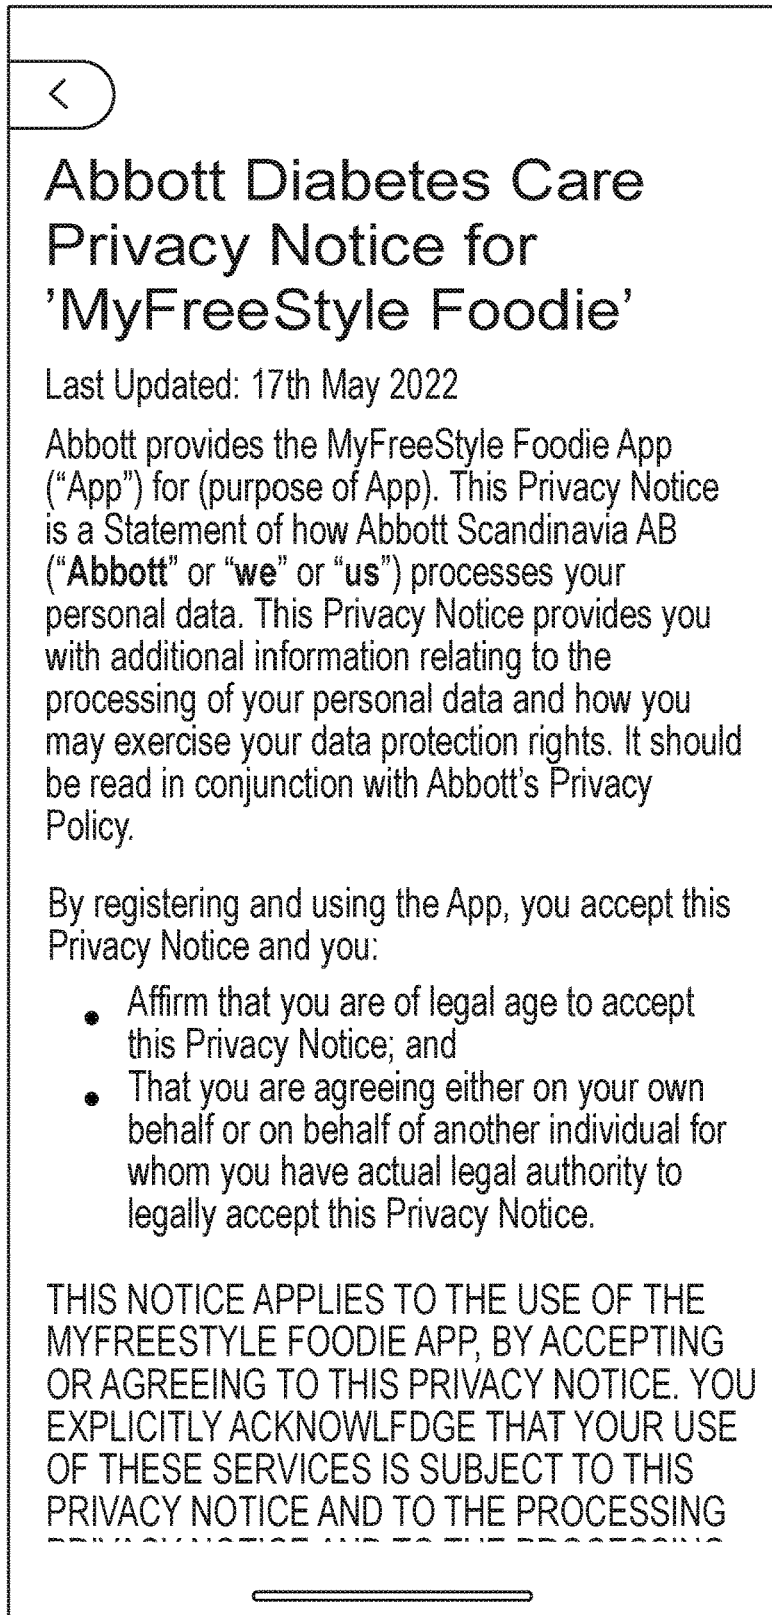 Abbott Diabetes Care
Privacy Notice for
’MyFreeStyle Foodie’
Last Updated: 17th May 2022
Abbott provides the MyFreeStyle Foodie App
(“App”) for (purpose of App). This Privacy Notice
is a Statement of how Abbott Scandinavia AB
(“Abbott” or “we” or “us”) processes your
personal data. This Privacy Notice provides you
with additional information relating to the
processing of your personal data and how you
may exercise your data protection rights. It should
be read in conjunction with Abbott’s Privacy
Policy.
By registering and using the App, you accept this
Privacy Notice and you:
• Affirm that you are of legal age to accept
this Privacy Notice; and
• That you are agreeing either on your own
behalf or on behalf of another individual for
whom you have actual legal authority to
legally accept this Privacy Notice.
THIS NOTICE APPLIES TO THE USE OF THE
MYFREESTYLE FOODIE APP, BY ACCEPTING
OR AGREEING TO THIS PRIVACY NOTICE. YOU
EXPLICITLY ACKNOWLFDGE THAT YOUR USE
OF THESE SERVICES IS SUBJECT TO THIS
PRIVACY NOTICE AND TO THE PROCESSING